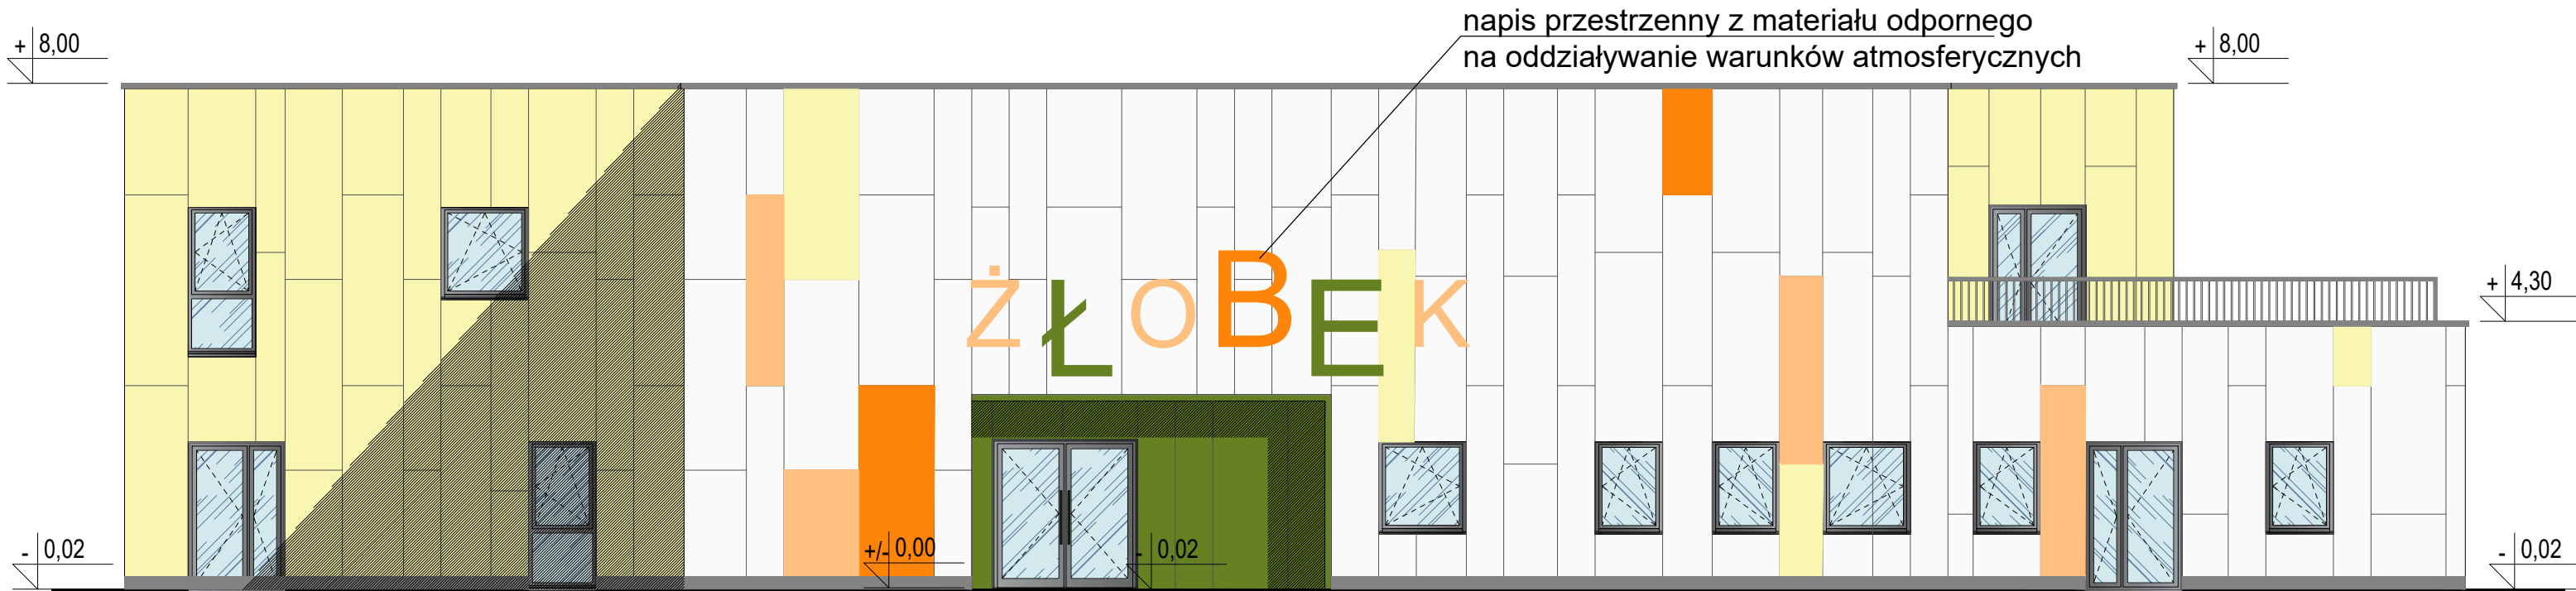 napis przestrzenny z materiału odpornego
na oddziaływanie warunków atmosferycznych
+ 8,00
+ 8,00
ŻŁOBEK
+ 4,30
- 0,02
+/- 0,00
- 0,02
- 0,02